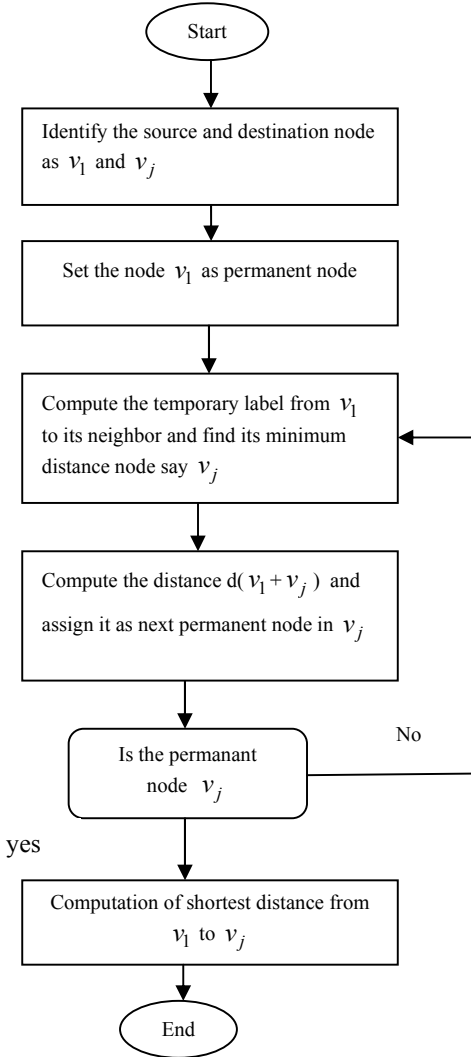 Start
Identify the source and destination node
as v₁ and vⱼ
Set the node v₁ as permanent node
Compute the temporary label from v₁
to its neighbor and find its minimum
distance node say vⱼ
Compute the distance d( v₁ + vⱼ ) and
assign it as next permanent node in vⱼ
Is the permanant
node vⱼ
No
yes
Computation of shortest distance from
v₁ to vⱼ
End